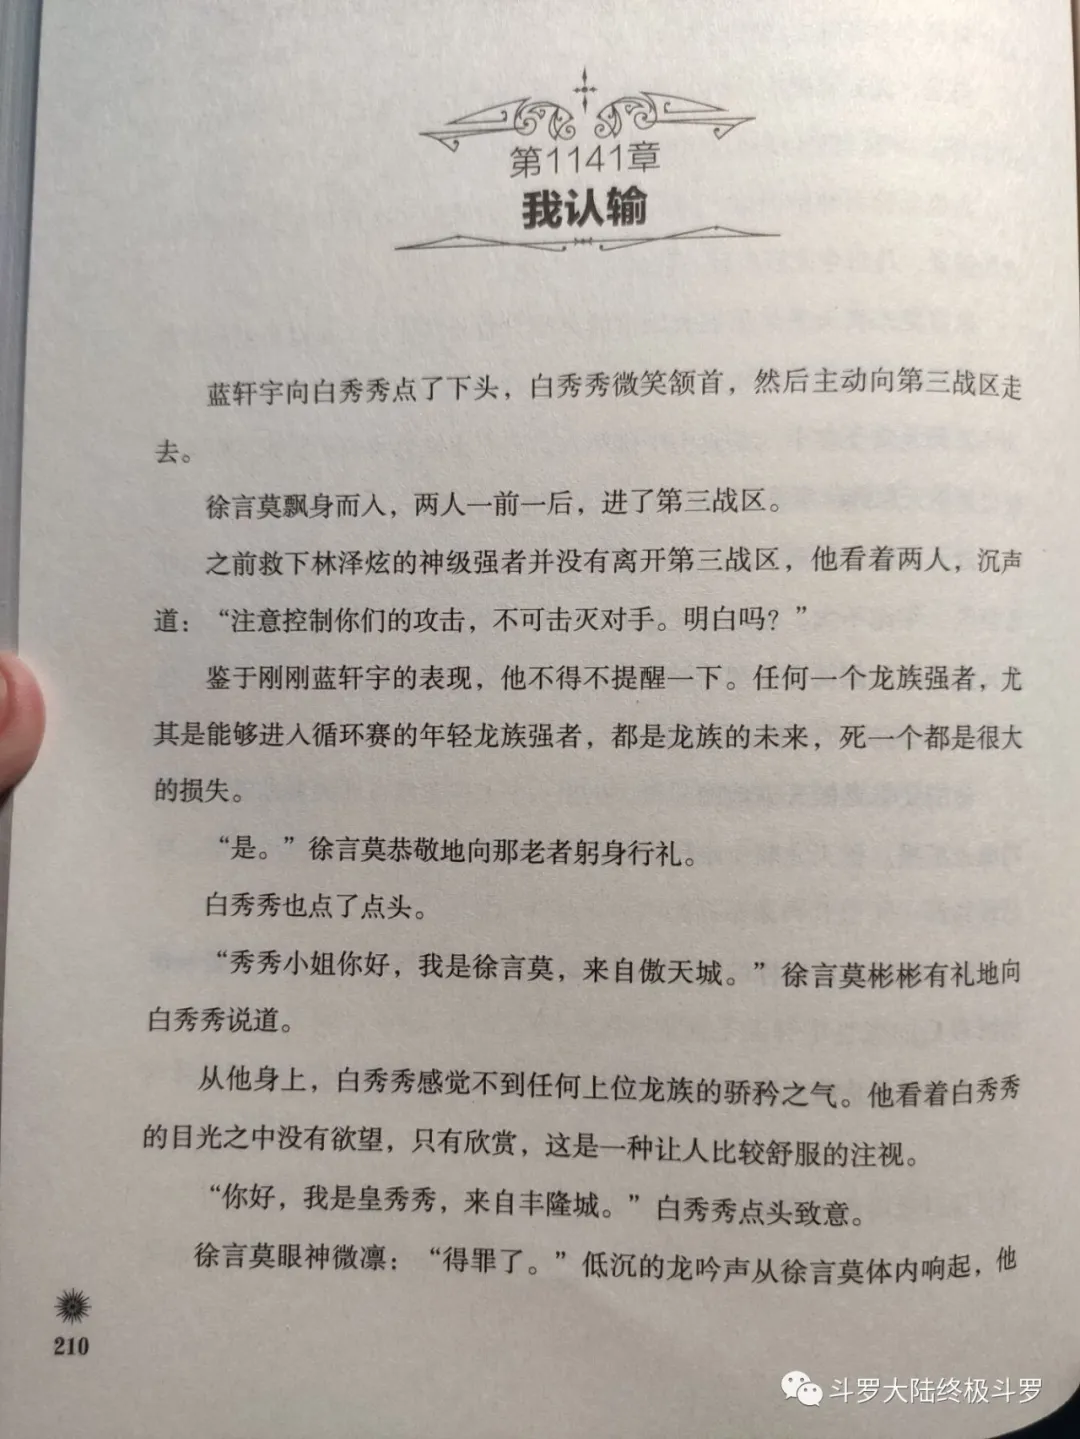 第1141章
我认输
蓝轩宇向白秀秀点了下头，白秀秀微笑颔首，然后主动向第三战区走
去。
徐言莫飘身而入，两人一前一后，进了第三战区。
之前救下林泽炫的神级强者并没有离开第三战区，他看着两人，沉声
道：“注意控制你们的攻击，不可击灭对手。明白吗？”
鉴于刚刚蓝轩宇的表现，他不得不提醒一下。任何一个龙族强者，尤
其是能够进入循环赛的年轻龙族强者，都是龙族的未来，死一个都是很大
的损失。
“是。”徐言莫恭敬地向那老者躬身行礼。
白秀秀也点了点头。
“秀秀小姐你好，我是徐言莫，来自傲天城。”徐言莫彬彬有礼地向
白秀秀说道。
从他身上，白秀秀感觉不到任何上位龙族的骄矜之气。他看着白秀秀
的目光之中没有欲望，只有欣赏，这是一种让人比较舒服的注视。
“你好，我是皇秀秀，来自丰隆城。”白秀秀点头致意。
徐言莫眼神微凛：“得罪了。”低沉的龙吟声从徐言莫体内响起，他
210
斗罗大陆终极斗罗